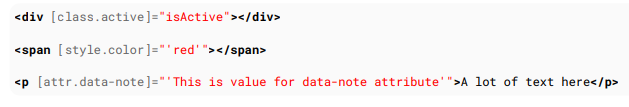 <div [class.active]="isActive"></div>
<span [style.color]="'red'"></span>
<p [attr.data-note]="'This is value for data-note attribute'">A lot of text here</p>